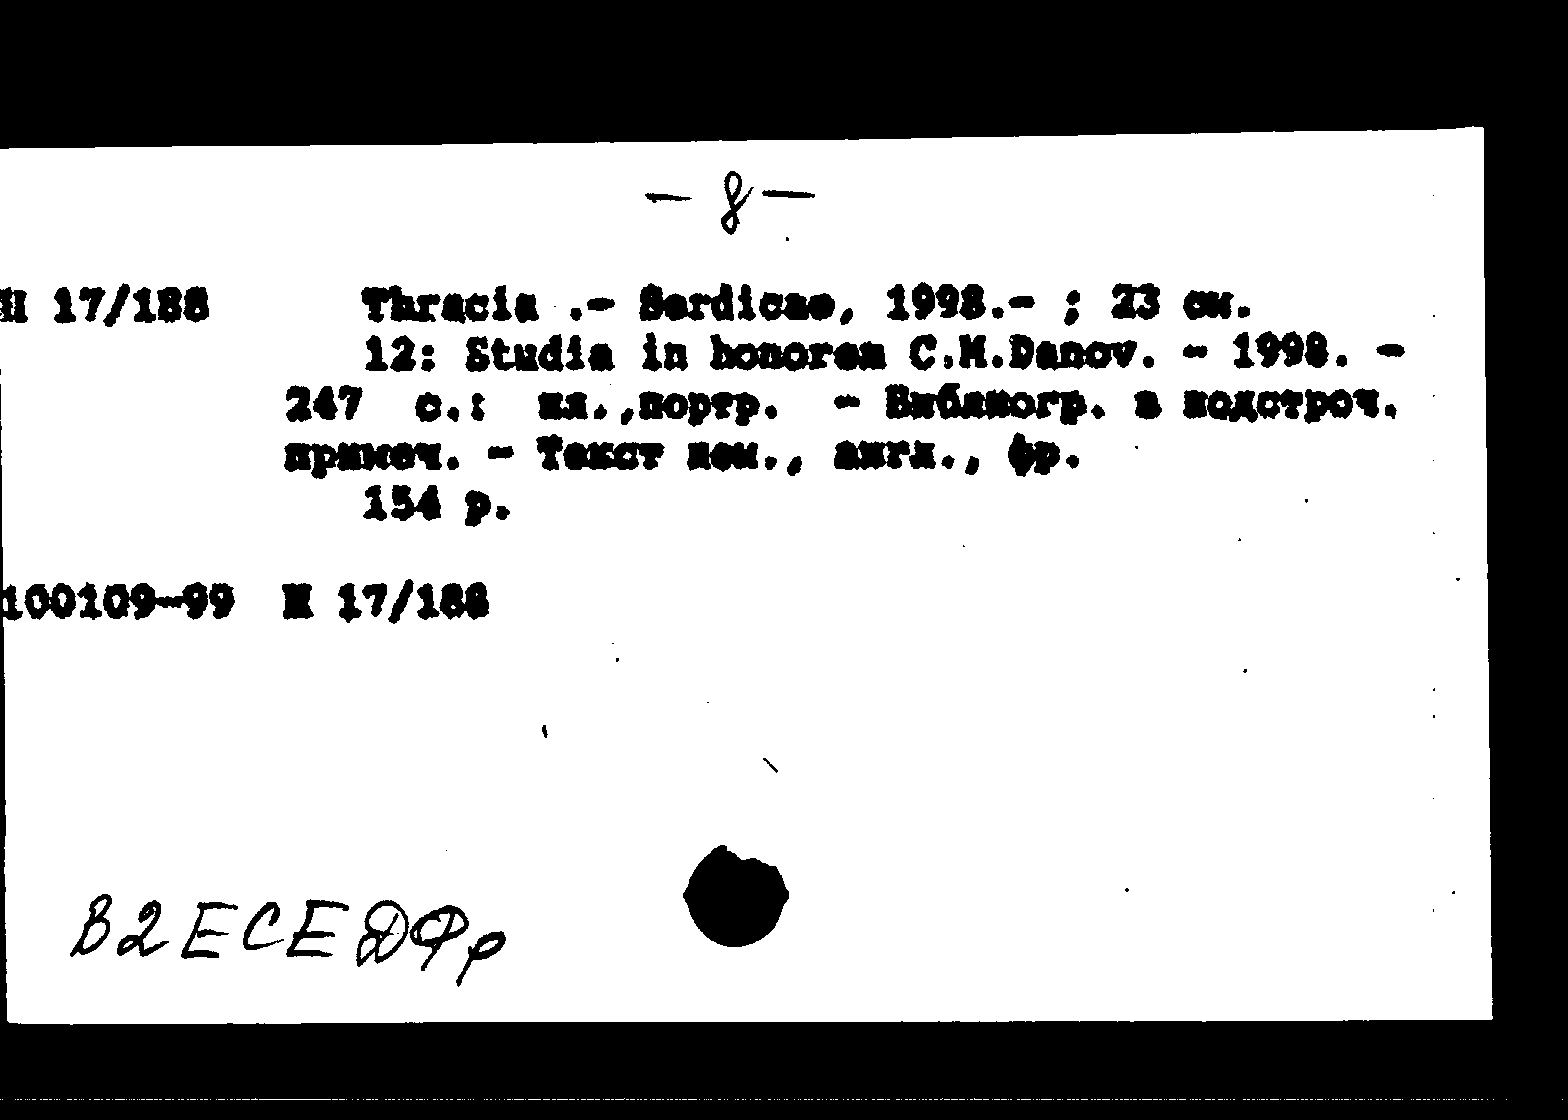 — 8 —
И 17/188 Thracia .- Serdicae, 1998.- ; 23 см.
12: Studia in honorem C.M.Danov. - 1998. -
247 с.: ил.,портр. - Библиогр. в подстроч.
примеч. - Текст нем., англ., фр.
154 р.
100109-99 И 17/188
В2ЕСЕДФр